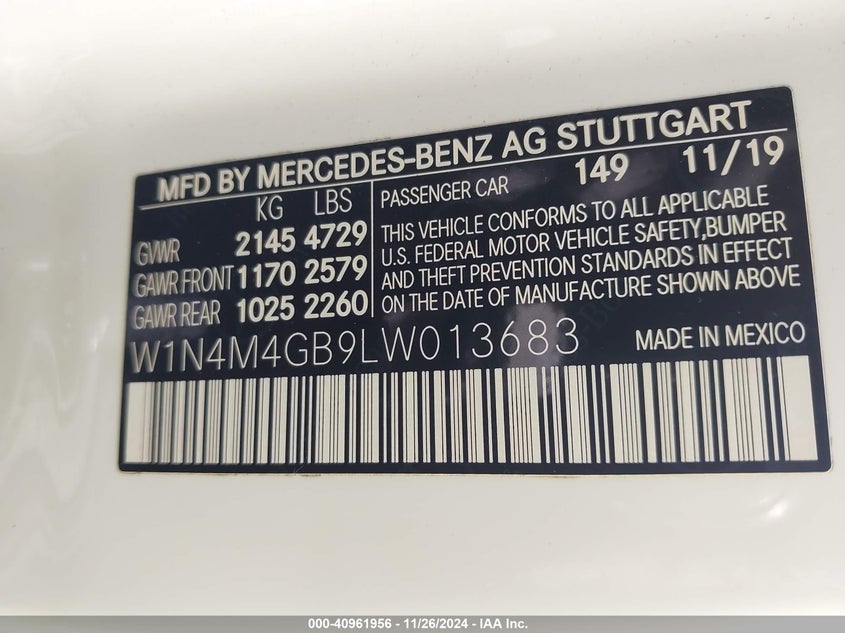 MFD BY MERCEDES-BENZ AG STUTTGART
KG LBS
GVWR 2145 4729
GAWR FRONT 1170 2579
GAWR REAR 1025 2260
PASSENGER CAR 149 11/19
THIS VEHICLE CONFORMS TO ALL APPLICABLE
U.S. FEDERAL MOTOR VEHICLE SAFETY,BUMPER
AND THEFT PREVENTION STANDARDS IN EFFECT
ON THE DATE OF MANUFACTURE SHOWN ABOVE
W1N4M4GB9LW013683
MADE IN MEXICO
000-40961956 - 11/26/2024 - IAA Inc.